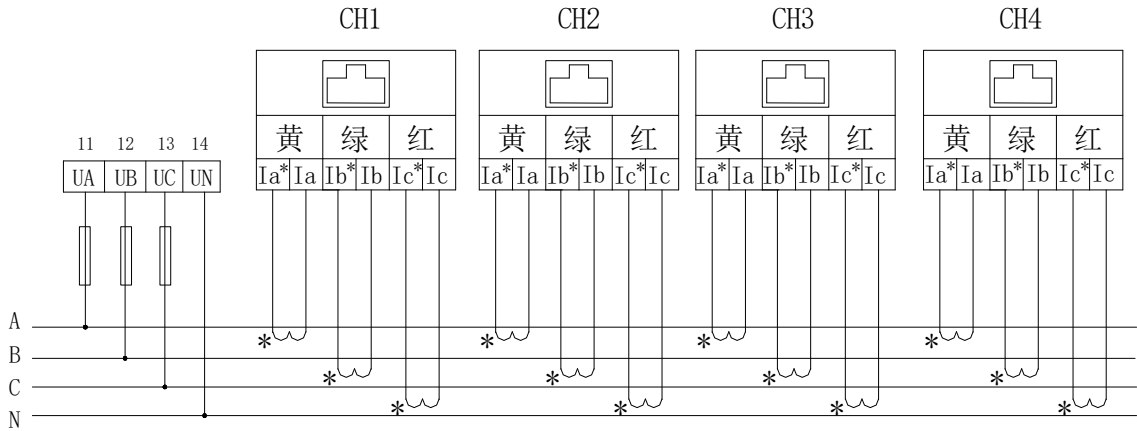 CH1 CH2 CH3 CH4
黄 绿 红 黄 绿 红 黄 绿 红 黄 绿 红
11 12 13 14
UA UB UC UN
Ia* Ia Ib* Ib Ic* Ic Ia* Ia Ib* Ib Ic* Ic Ia* Ia Ib* Ib Ic* Ic Ia* Ia Ib* Ib Ic* Ic
A
* * * *
B
* * * *
C
* * * *
N